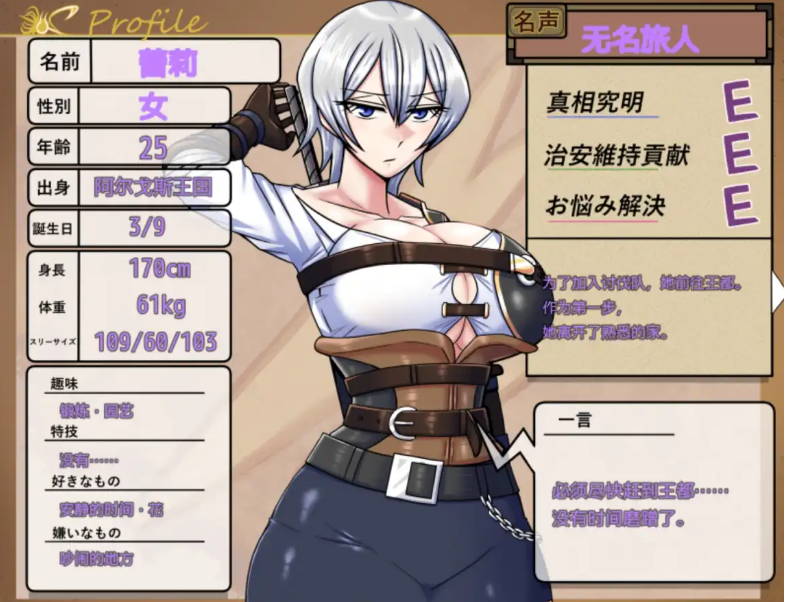 Profile
名前
蕾莉
性別
女
年齢
25
出身
阿尔戈斯王国
誕生日
3/9
身長
170cm
体重
61kg
スリーサイズ
109/60/103
趣味
锻炼・园艺
特技
没有……
好きなもの
安静的时间・花
嫌いなもの
吵闹的地方
名声
无名旅人
真相究明 E
治安維持貢献 E
お悩み解決 E
为了加入讨伐队，她前往王都。
作为第一步，
她离开了熟悉的家。
一言
必须尽快赶到王都……
没有时间磨蹭了。